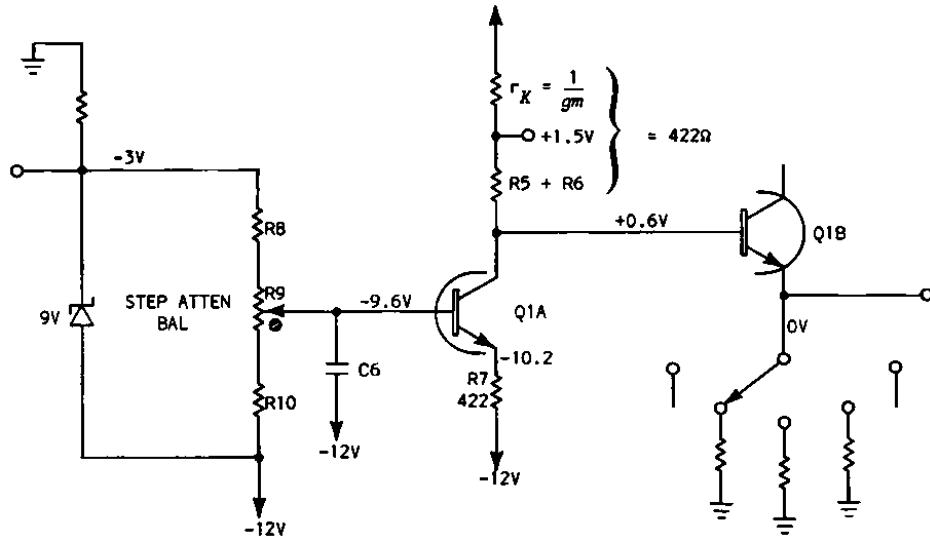 r_K = 1/gm
+1.5V
= 422Ω
R5 + R6
-3V
R8
+0.6V
Q1B
R9
STEP ATTEN
BAL
-9.6V
Q1A
9V
0V
-10.2
C6
R7
422
R10
-12V
-12V
-12V